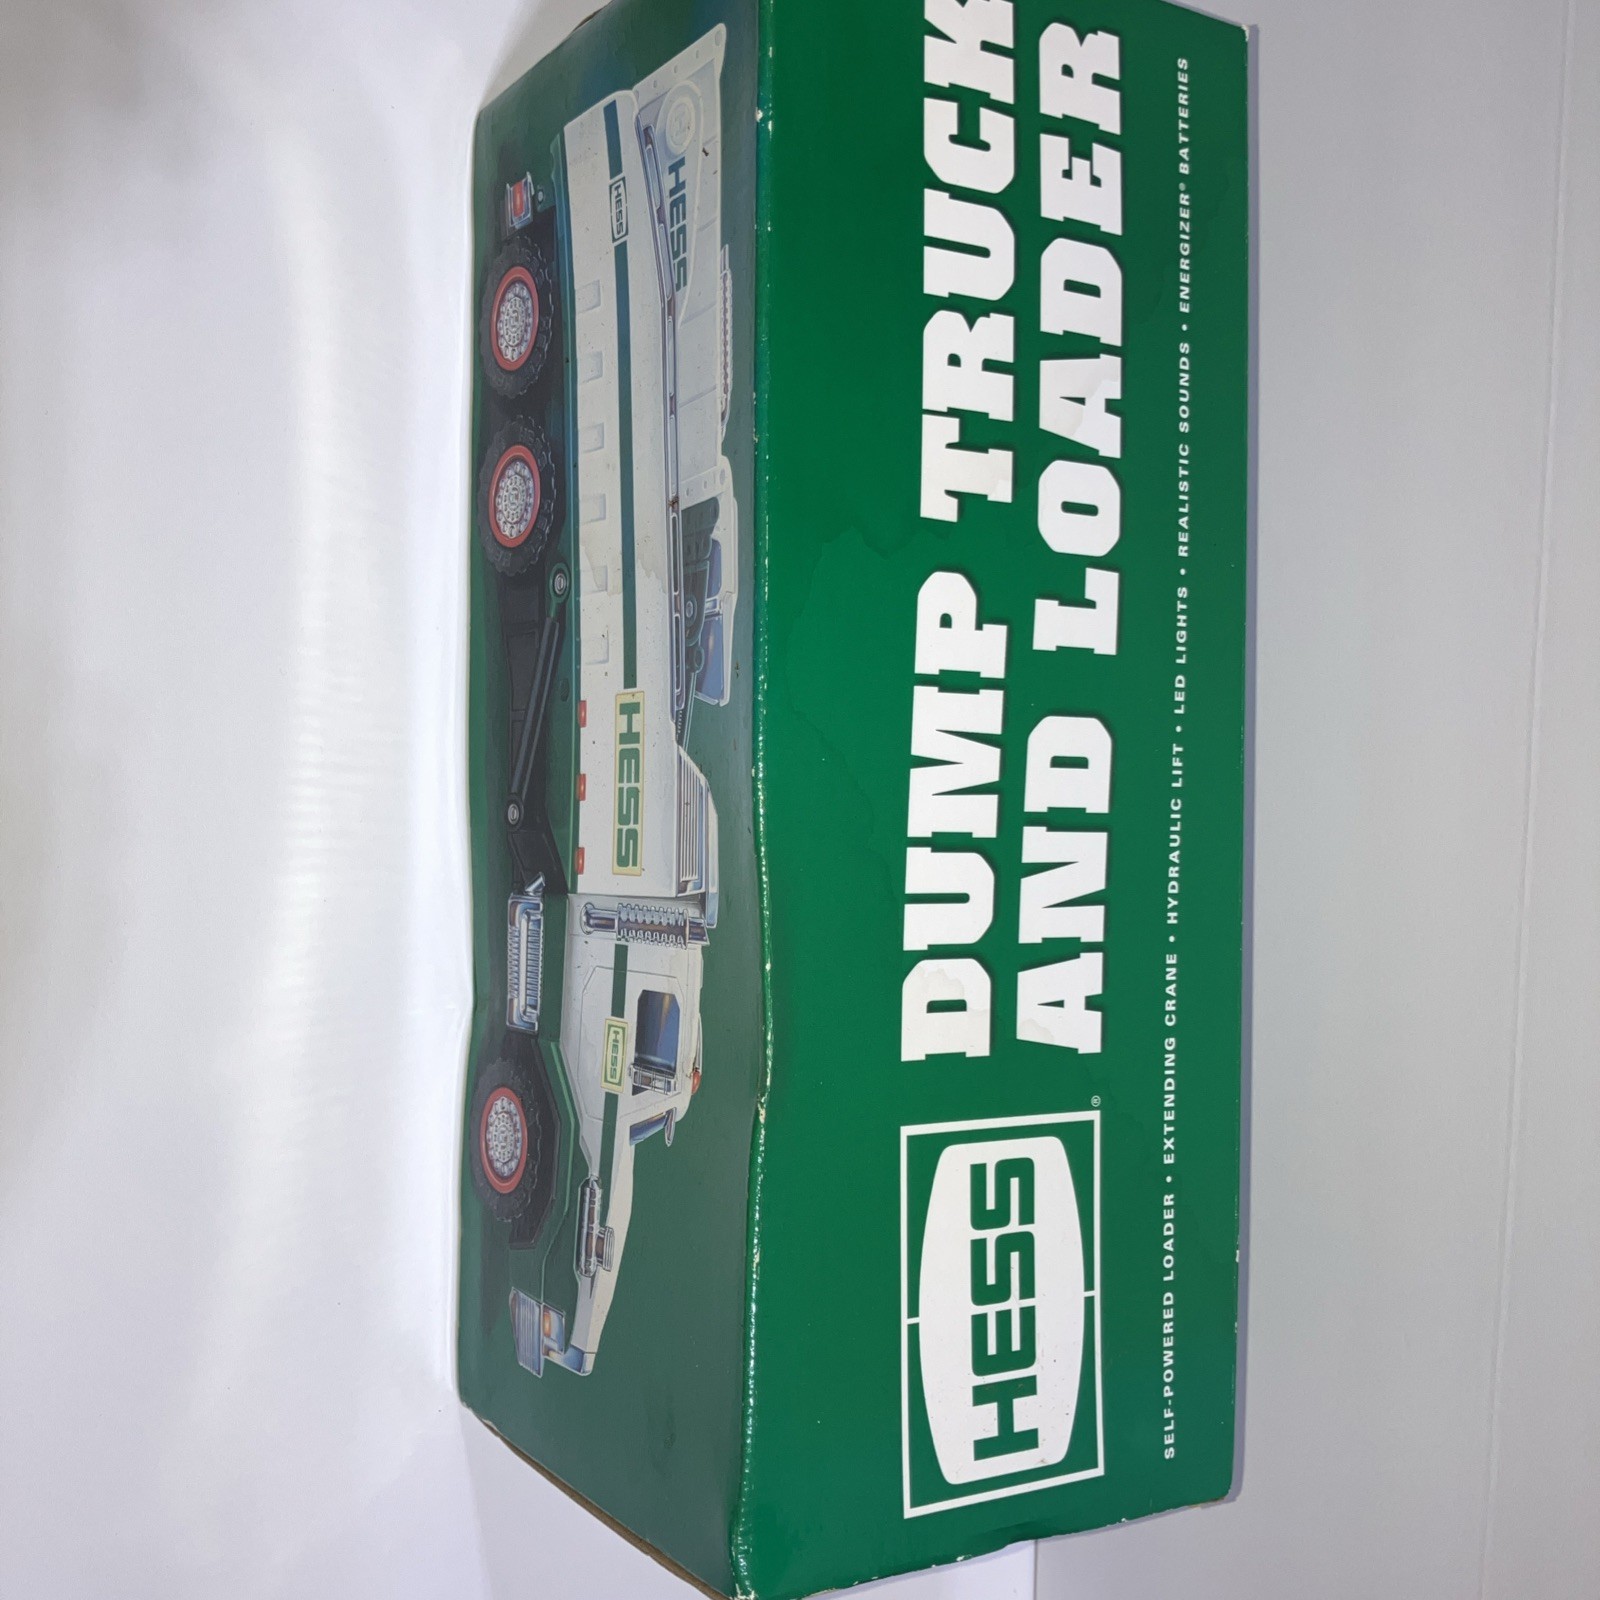 HESS®
DUMP TRUCK
AND LOADER
SELF-POWERED LOADER • EXTENDING CRANE • HYDRAULIC LIFT • LED LIGHTS • REALISTIC SOUNDS • ENERGIZER® BATTERIES
HESS
HESS
HESS
HESS